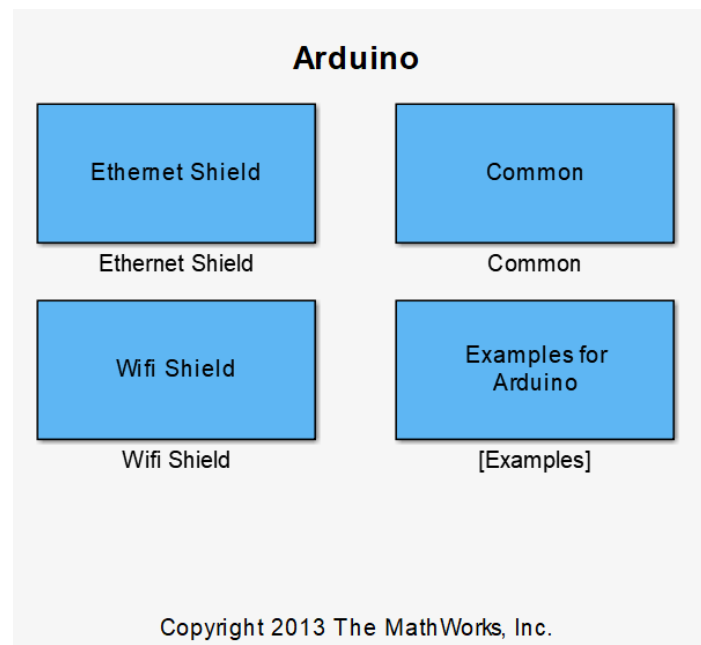 Arduino
Ethernet Shield
Common
Ethernet Shield
Common
Wifi Shield
Examples for
Arduino
Wifi Shield
[Examples]
Copyright 2013 The MathWorks, Inc.